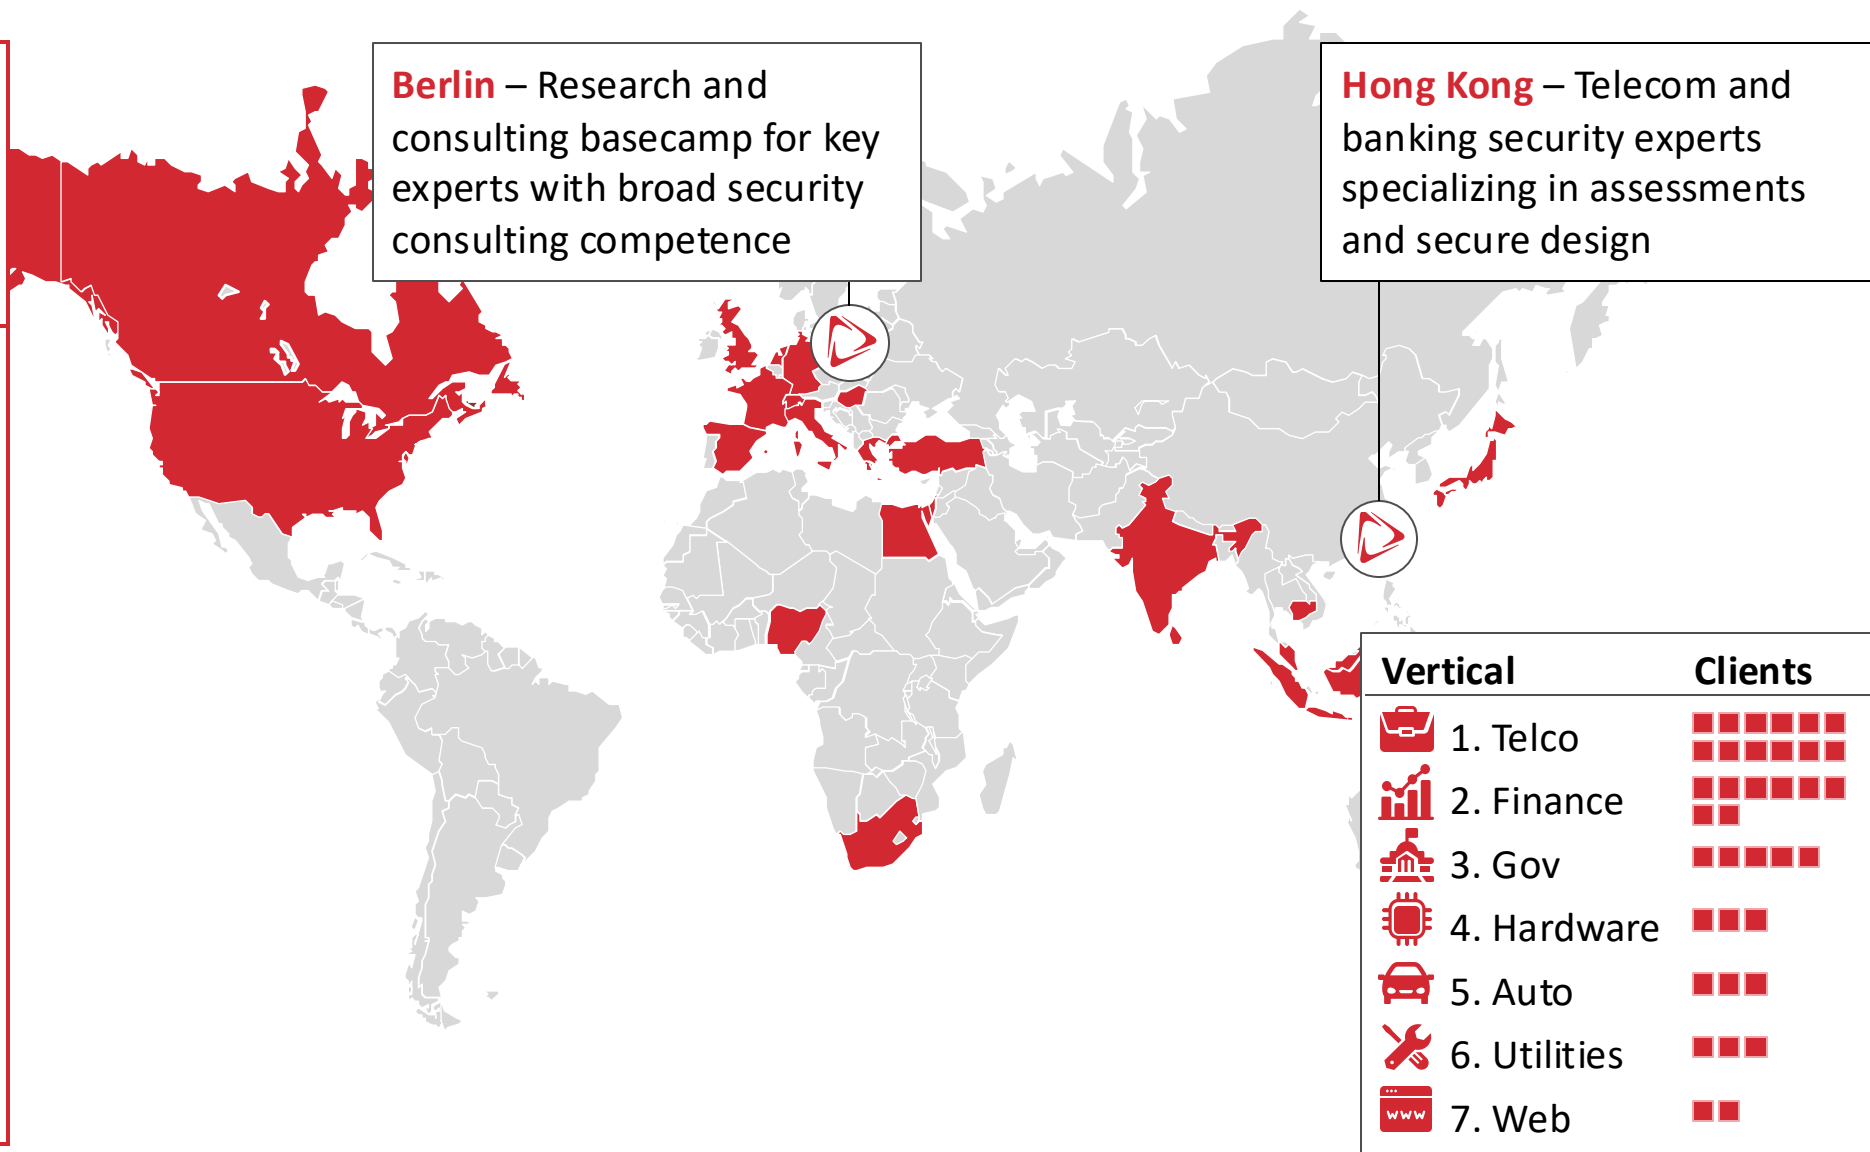 Berlin – Research and
consulting basecamp for key
experts with broad security
consulting competence
Hong Kong – Telecom and
banking security experts
specializing in assessments
and secure design
Vertical Clients
1. Telco
2. Finance
3. Gov
4. Hardware
5. Auto
6. Utilities
www
7. Web